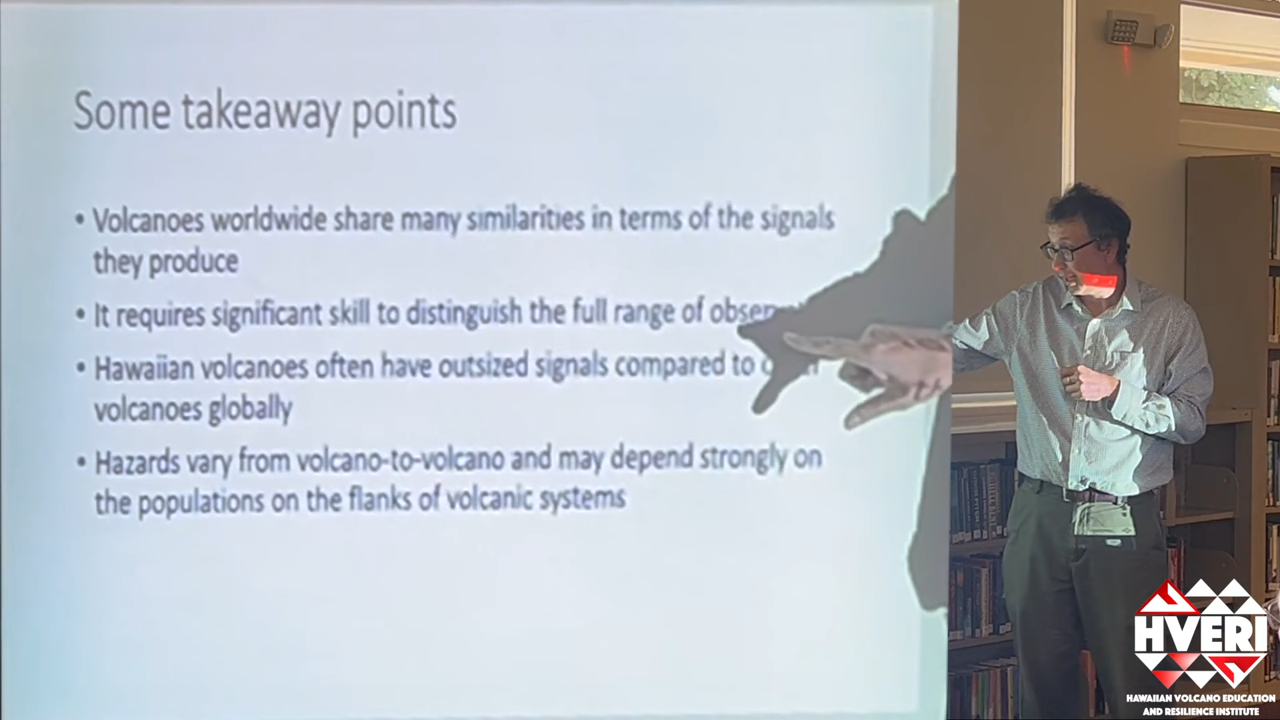 Some takeaway points
• Volcanoes worldwide share many similarities in terms of the signals
they produce
• It requires significant skill to distinguish the full range of
• Hawaiian volcanoes often have outsized signals compared to
volcanoes globally
• Hazards vary from volcano-to-volcano and may depend strongly on
the populations on the flanks of volcanic systems
HVERI
HAWAIIAN VOLCANO EDUCATION
AND RESILIENCE INSTITUTE